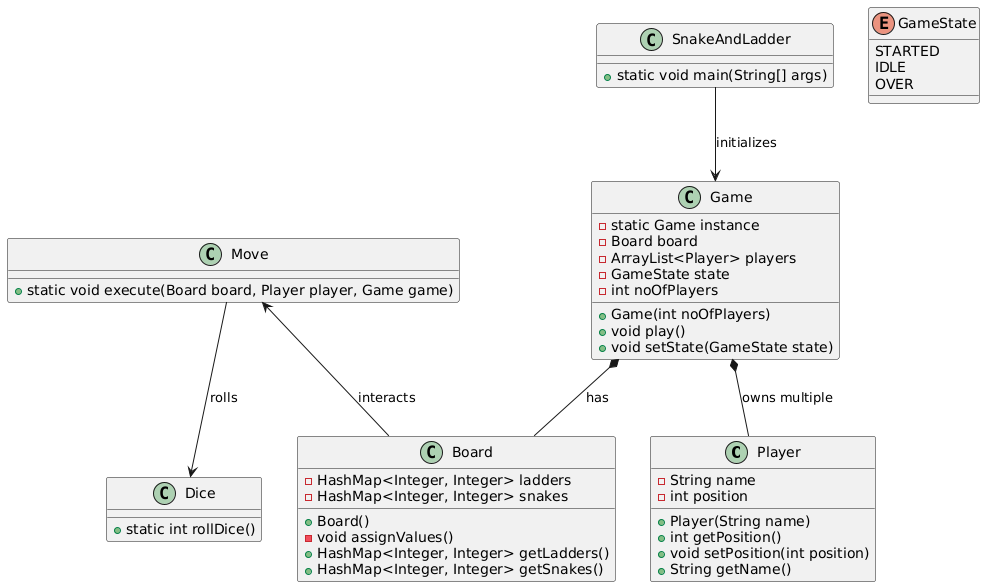 SnakeAndLadder
static void main(String[] args)
GameState
STARTED
IDLE
OVER
initializes
Game
static Game instance
Board board
ArrayList<Player> players
GameState state
int noOfPlayers
Game(int noOfPlayers)
void play()
void setState(GameState state)
Move
static void execute(Board board, Player player, Game game)
rolls
interacts
has
owns multiple
Dice
static int rollDice()
Board
HashMap<Integer, Integer> ladders
HashMap<Integer, Integer> snakes
Board()
void assignValues()
HashMap<Integer, Integer> getLadders()
HashMap<Integer, Integer> getSnakes()
Player
String name
int position
Player(String name)
int getPosition()
void setPosition(int position)
String getName()